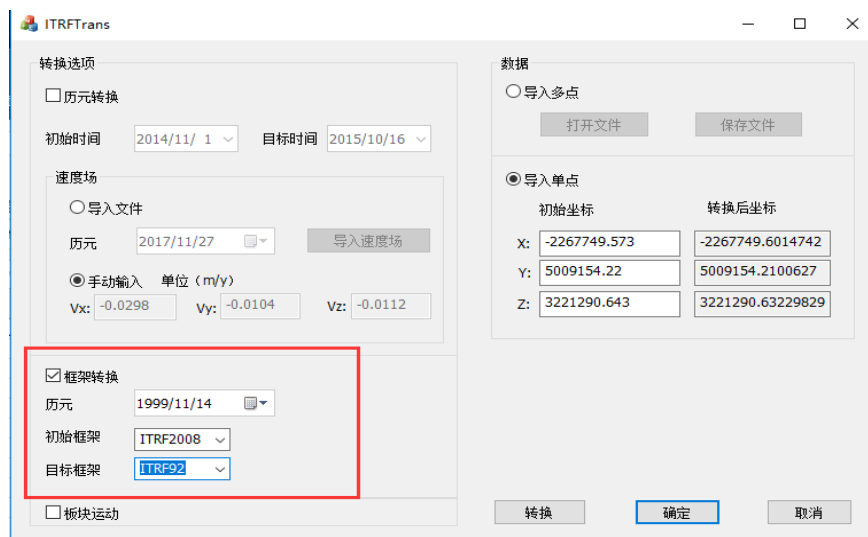 ITRFTrans
转换选项
历元转换
初始时间 2014/11/ 1 目标时间 2015/10/16
速度场
导入文件
历元 2017/11/27 导入速度场
手动输入 单位（m/y）
Vx: -0.0298 Vy: -0.0104 Vz: -0.0112
框架转换
历元 1999/11/14
初始框架 ITRF2008
目标框架 ITRF92
板块运动
数据
导入多点
打开文件 保存文件
导入单点
初始坐标 转换后坐标
X: -2267749.573 -2267749.6014742
Y: 5009154.22 5009154.2100627
Z: 3221290.643 3221290.63229829
转换 确定 取消